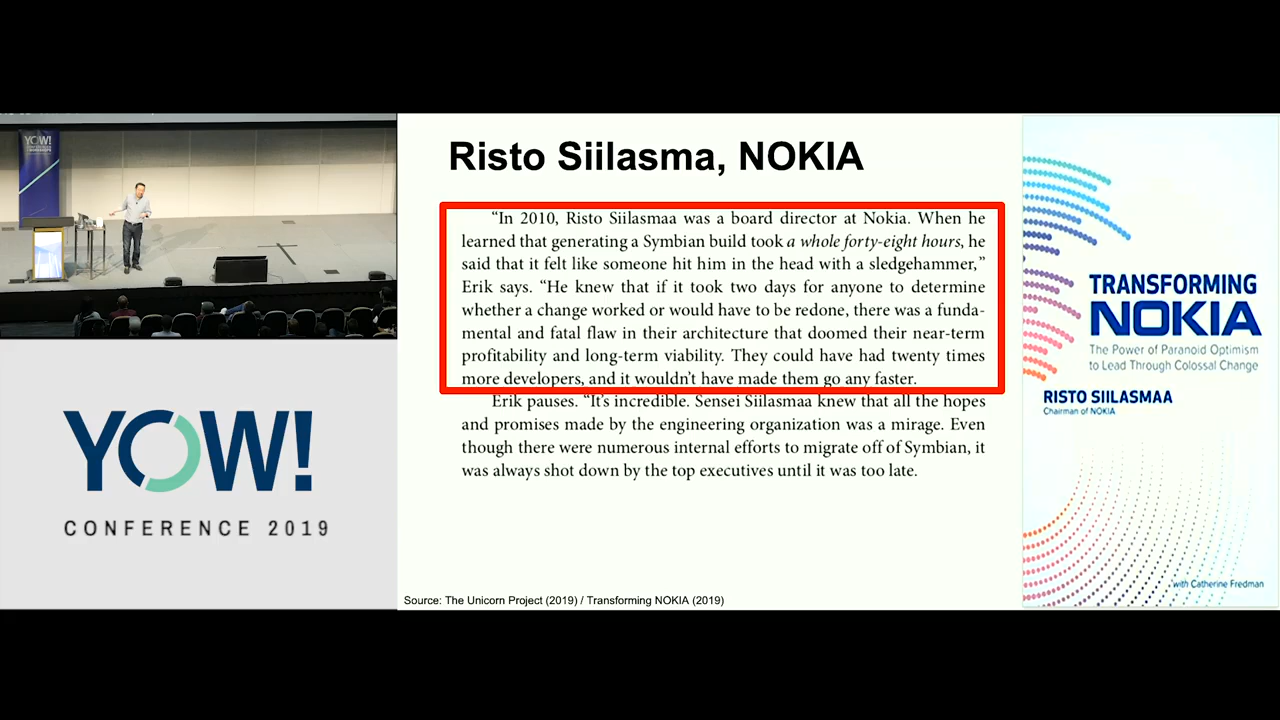 YOW!
Risto Siilasma, NOKIA
“In 2010, Risto Siilasmaa was a board director at Nokia. When he
learned that generating a Symbian build took a whole forty-eight hours, he
said that it felt like someone hit him in the head with a sledgehammer,”
Erik says. “He knew that if it took two days for anyone to determine
whether a change worked or would have to be redone, there was a funda-
mental and fatal flaw in their architecture that doomed their near-term
profitability and long-term viability. They could have had twenty times
more developers, and it wouldn’t have made them go any faster.
Erik pauses. “It’s incredible. Sensei Siilasmaa knew that all the hopes
and promises made by the engineering organization was a mirage. Even
though there were numerous internal efforts to migrate off of Symbian, it
was always shot down by the top executives until it was too late.
Source: The Unicorn Project (2019) / Transforming NOKIA (2019)
TRANSFORMING
NOKIA
The Power of Paranoid Optimism
to Lead Through Colossal Change
RISTO SIILASMAA
Chairman of NOKIA
with Catherine Fredman
YOW!
CONFERENCE 2019